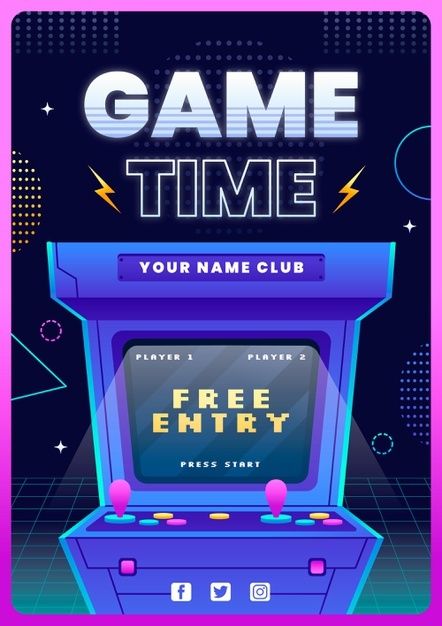 GAME
TIME
YOUR NAME CLUB
PLAYER 1 PLAYER 2
FREE
ENTRY
PRESS START